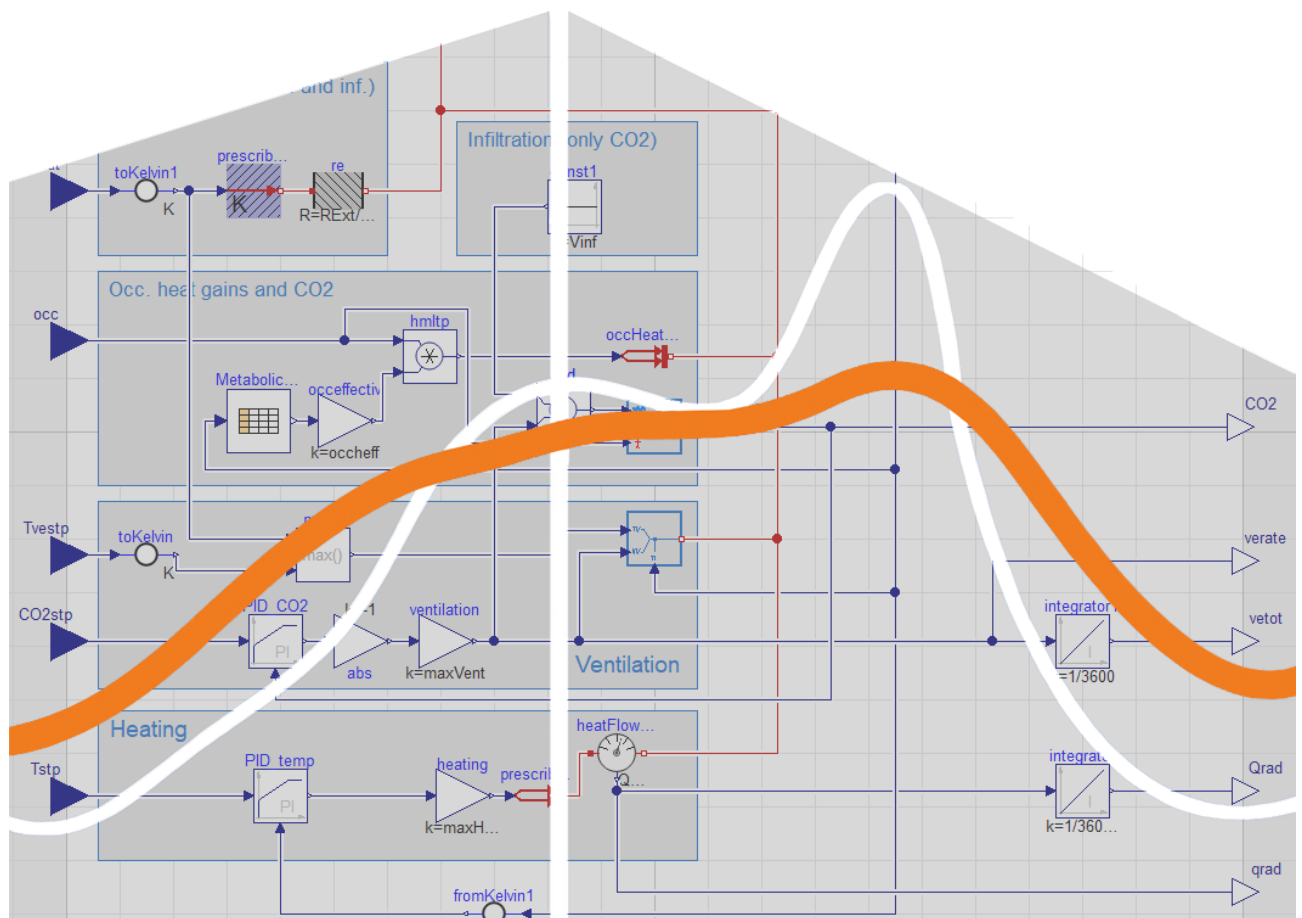 and inf.)
Infiltration (only CO2)
prescrib...
re
toKelvin1
K
K
R=RExt/...
nst1
Vinf
Occ. heat gains and CO2
occ
hmltp
occHeat...
Metabolic...
occeffectiv
k=occheff
CO2
Tvestp
toKelvin
K
max()
verate
CO2stp
PID_CO2
PI
abs
ventilation
k=maxVent
Ventilation
integrator
I
k=1/3600
vetot
Heating
heatFlow...
Q...
Tstp
PID_temp
PI
heating
k=maxH...
prescrib
I
k=1/360...
Qrad
qrad
fromKelvin1